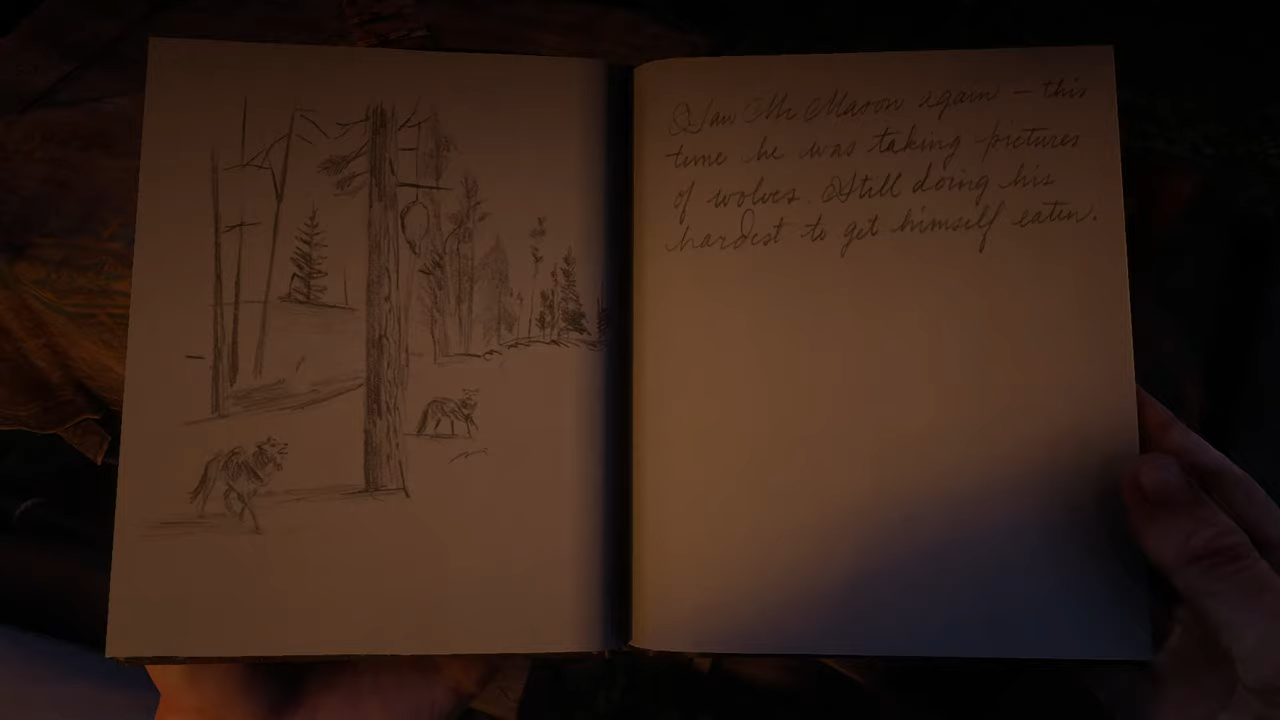 Saw Mr Mason again – this
time he was taking pictures
of wolves. Still doing his
hardest to get himself eaten.